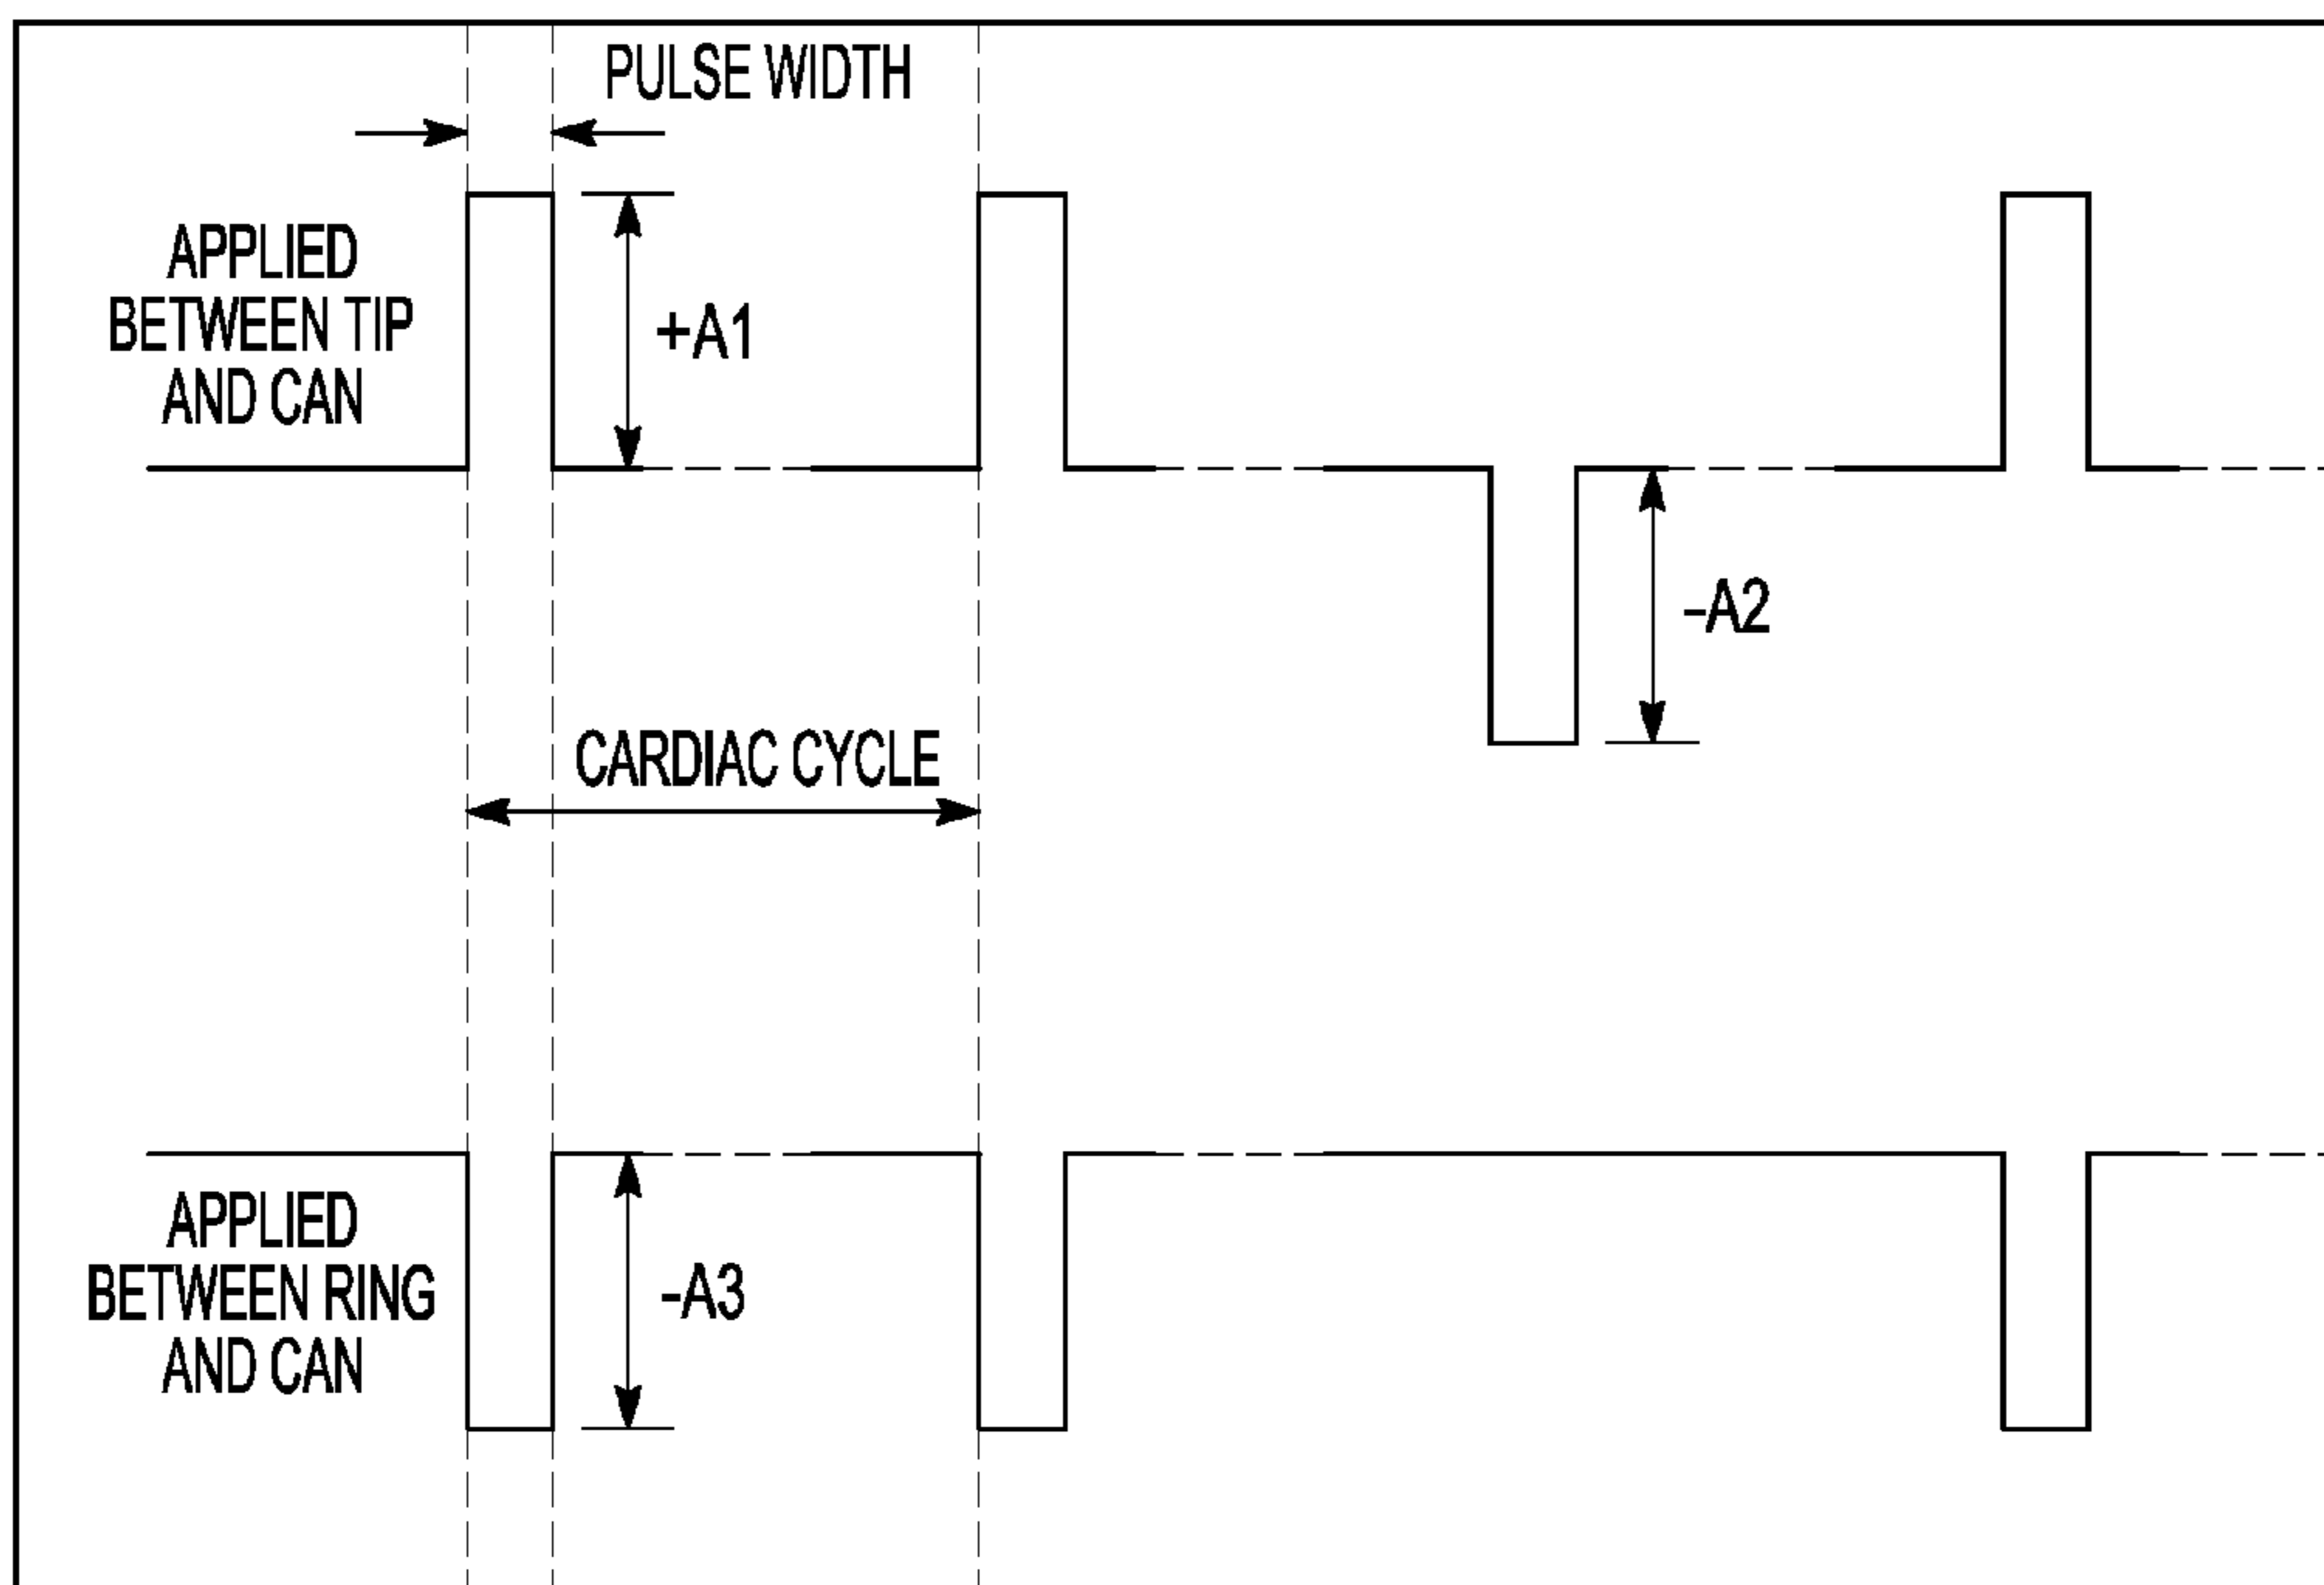 PULSE WIDTH
APPLIED
BETWEEN TIP
AND CAN
+A1
-A2
CARDIAC CYCLE
APPLIED
BETWEEN RING
AND CAN
-A3